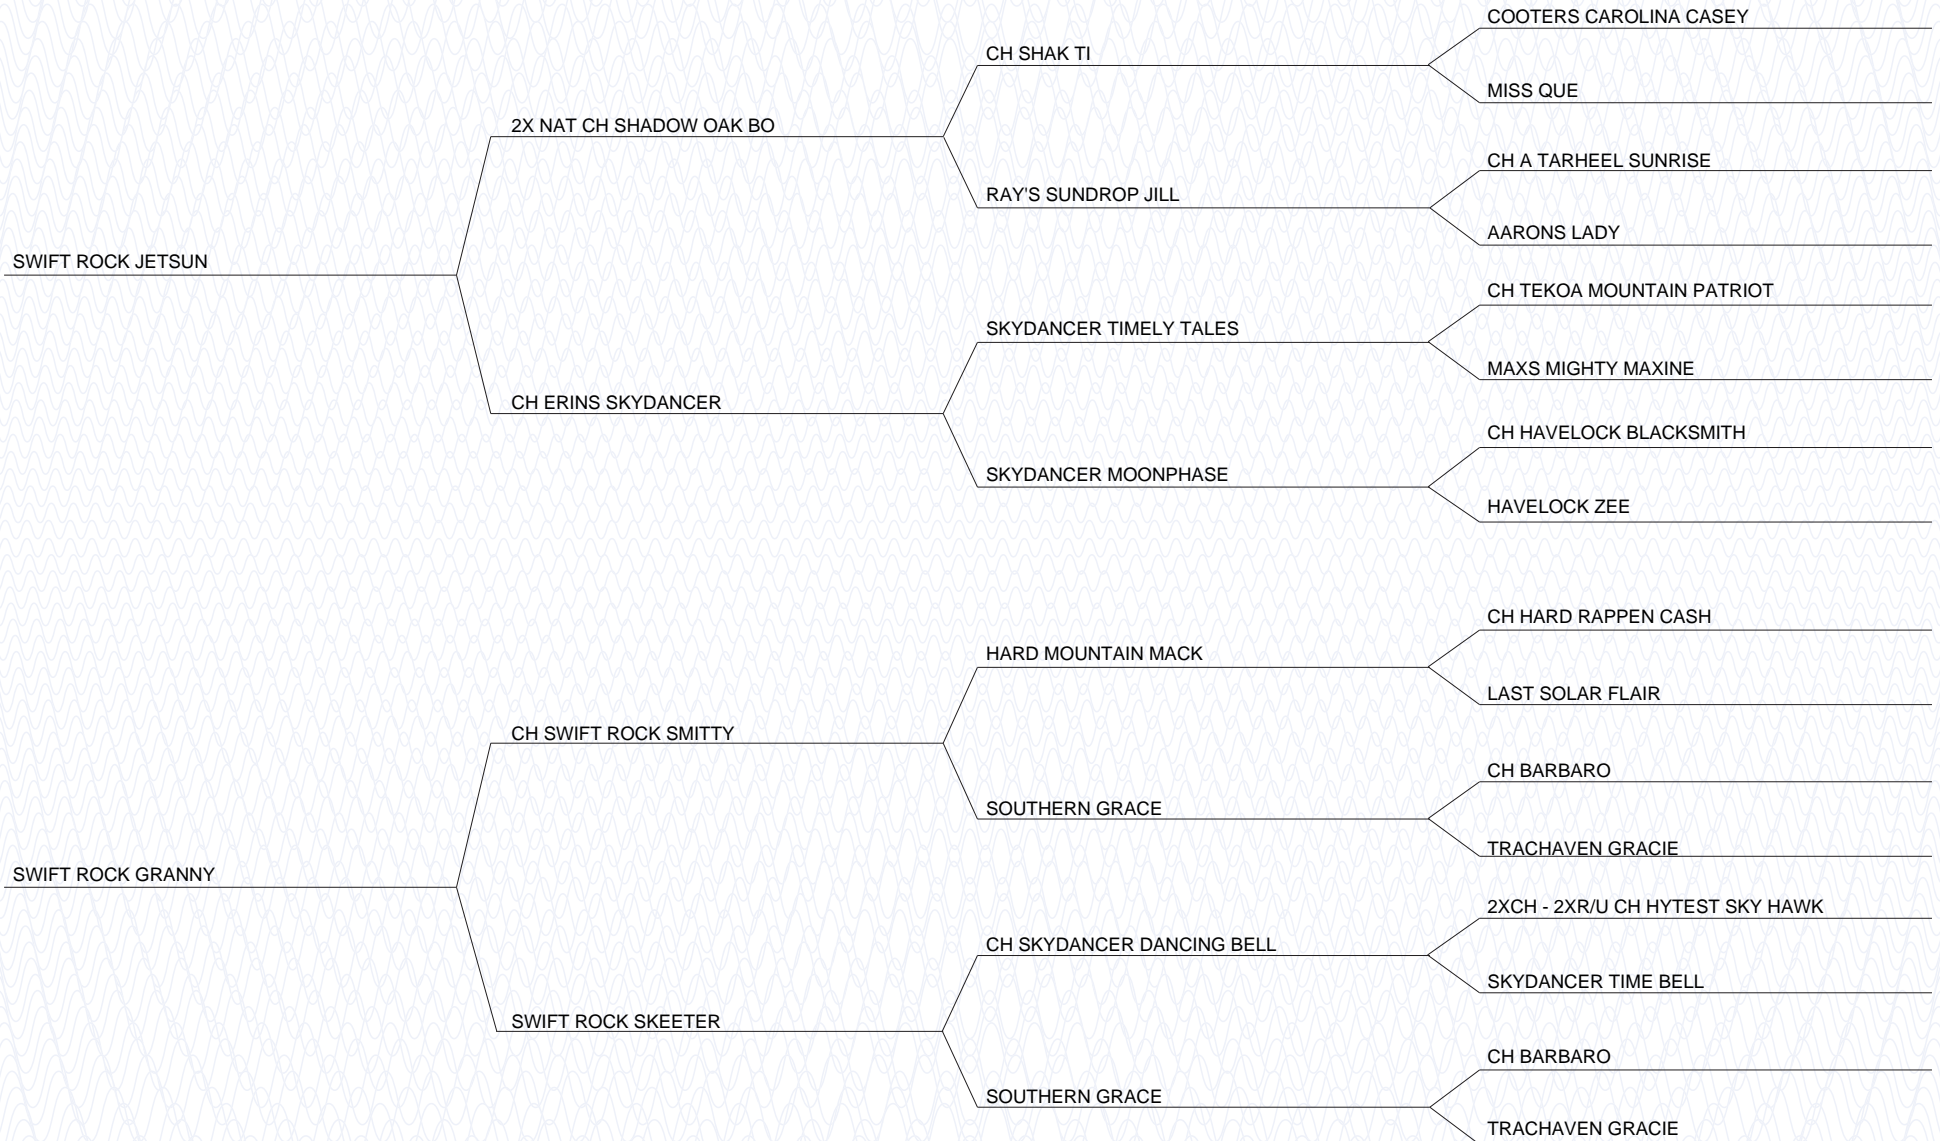 COOTERS CAROLINA CASEY
CH SHAK TI
MISS QUE
2X NAT CH SHADOW OAK BO
CH A TARHEEL SUNRISE
RAY'S SUNDROP JILL
AARONS LADY
SWIFT ROCK JETSUN
CH TEKOA MOUNTAIN PATRIOT
SKYDANCER TIMELY TALES
MAXS MIGHTY MAXINE
CH ERINS SKYDANCER
CH HAVELOCK BLACKSMITH
SKYDANCER MOONPHASE
HAVELOCK ZEE
CH HARD RAPPEN CASH
HARD MOUNTAIN MACK
LAST SOLAR FLAIR
CH SWIFT ROCK SMITTY
CH BARBARO
SOUTHERN GRACE
TRACHAVEN GRACIE
SWIFT ROCK GRANNY
2XCH - 2XR/U CH HYTEST SKY HAWK
CH SKYDANCER DANCING BELL
SKYDANCER TIME BELL
SWIFT ROCK SKEETER
CH BARBARO
SOUTHERN GRACE
TRACHAVEN GRACIE